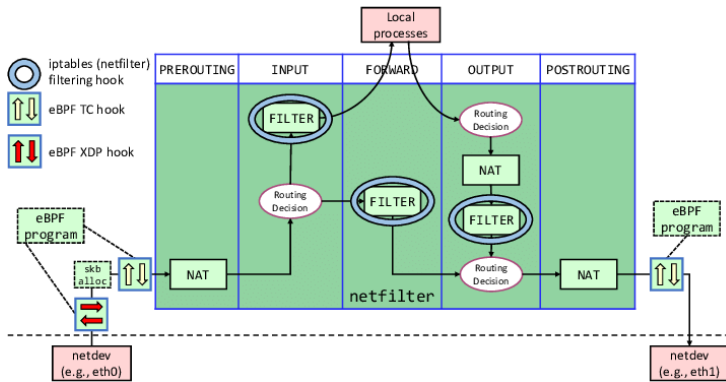 iptables (netfilter)
filtering hook
eBPF TC hook
eBPF XDP hook
Local
processes
PREROUTING
INPUT
FORWARD
OUTPUT
POSTROUTING
FILTER
Routing
Decision
NAT
Routing
Decision
FILTER
FILTER
eBPF
program
eBPF
program
skb
alloc
NAT
Routing
Decision
NAT
netfilter
netdev
(e.g., eth0)
netdev
(e.g., eth1)